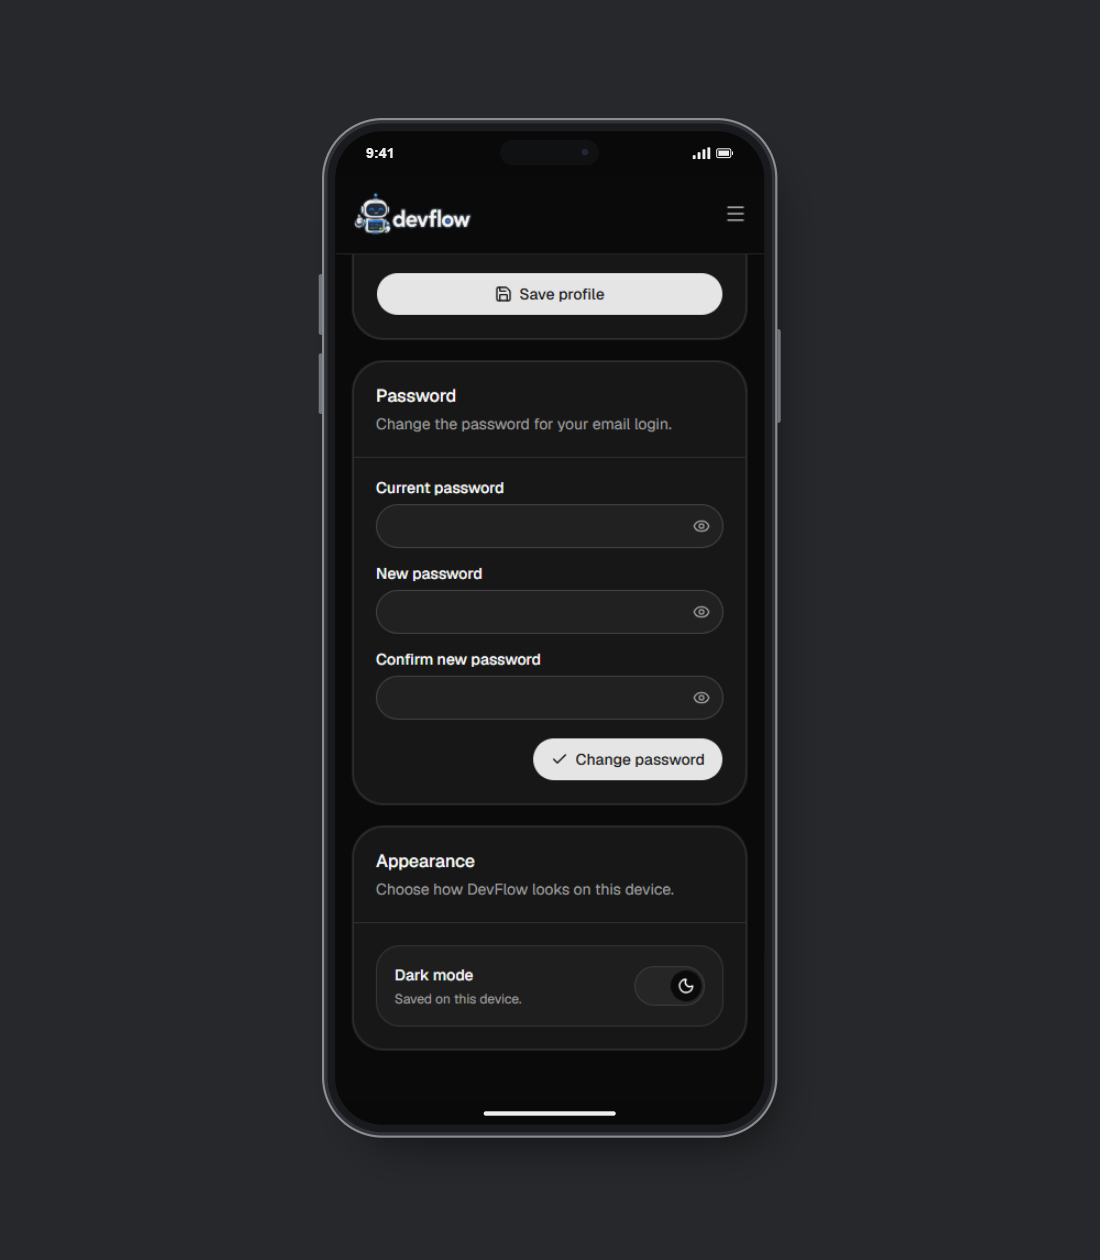 9:41
devflow
Save profile
Password
Change the password for your email login.
Current password
New password
Confirm new password
Change password
Appearance
Choose how DevFlow looks on this device.
Dark mode
Saved on this device.